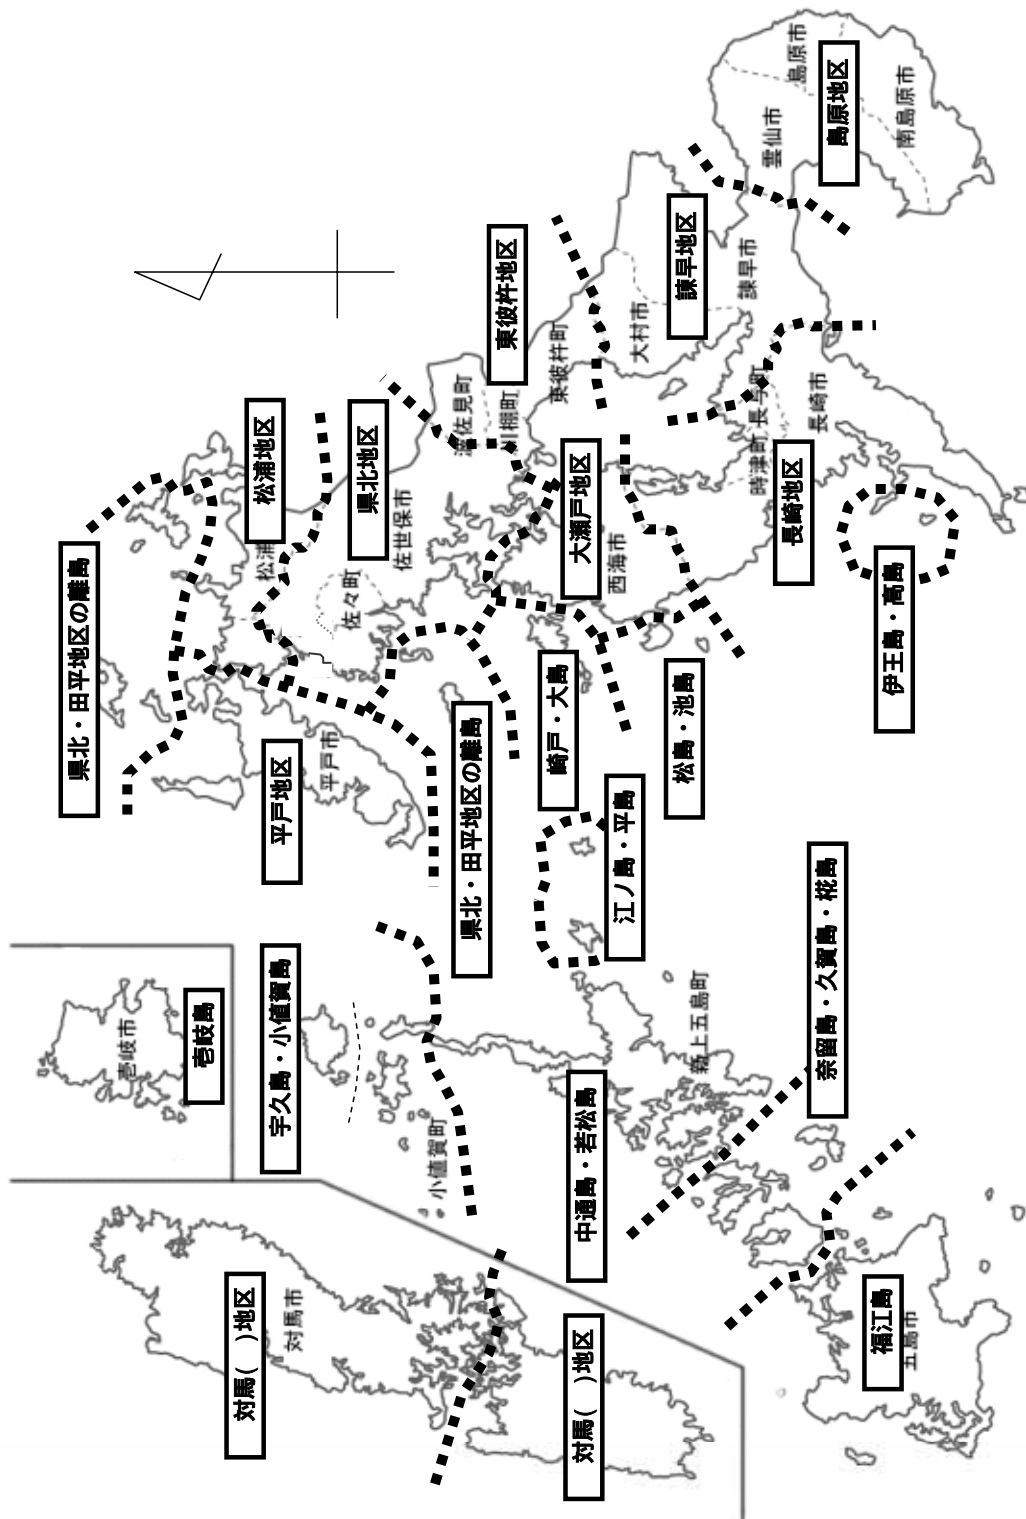 県北・田平地区の離島
壱岐市
壱岐島
対馬(　)地区
松浦地区
松浦
宇久島・小値賀島
平戸地区
対馬市
平戸市
佐々町
県北地区
佐世保市
小値賀町
波佐見町
県北・田平地区の離島
東彼杵地区
川棚町
崎戸・大島
東彼杵町
大瀬戸地区
対馬(　)地区
中通島・若松島
西海市
江ノ島・平島
大村市
松島・池島
諫早地区
新上五島町
諫早市
時津町
長与町
雲仙市
長崎地区
島原市
長崎市
奈留島・久賀島・椛島
島原地区
福江島
伊王島・高島
南島原市
五島市